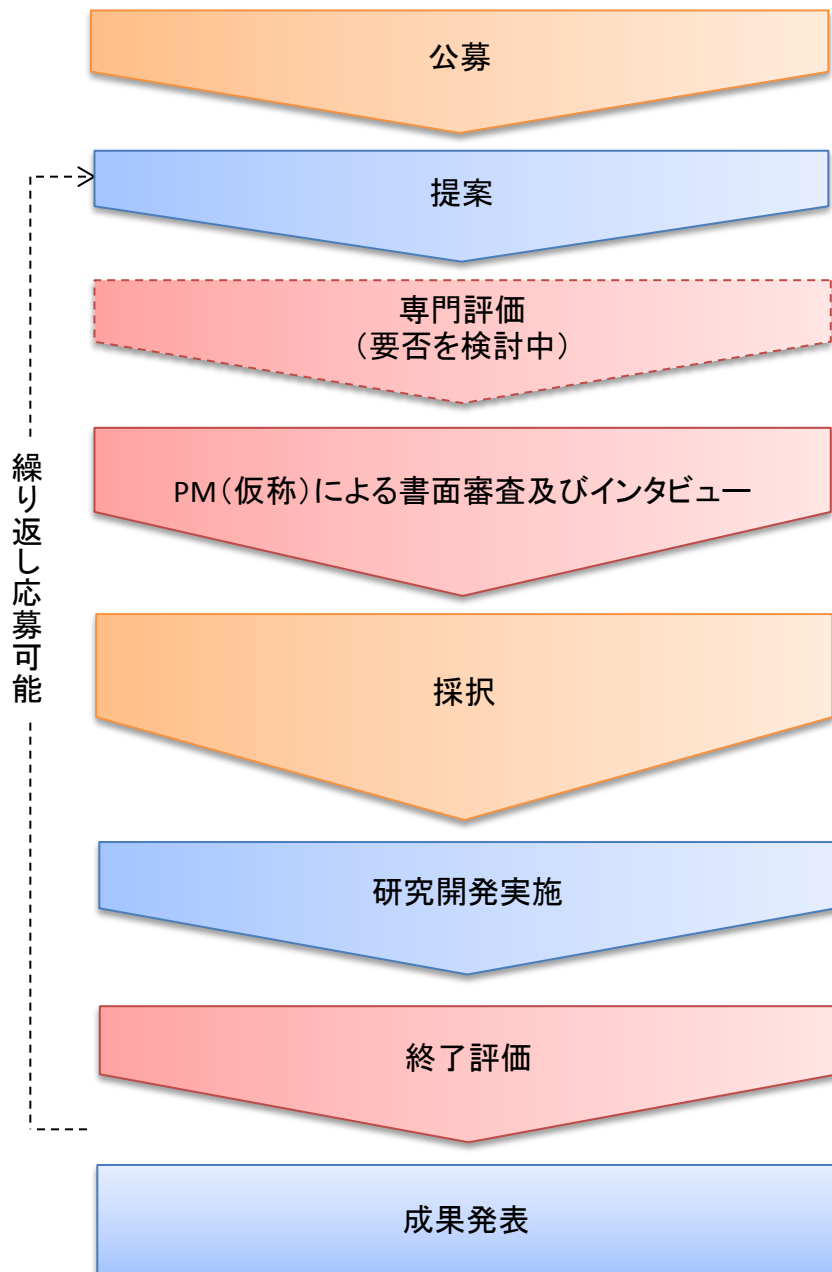 公募
提案
専門評価
（要否を検討中）
PM（仮称）による書面審査及びインタビュー
採択
研究開発実施
終了評価
成果発表
繰り返し応募可能